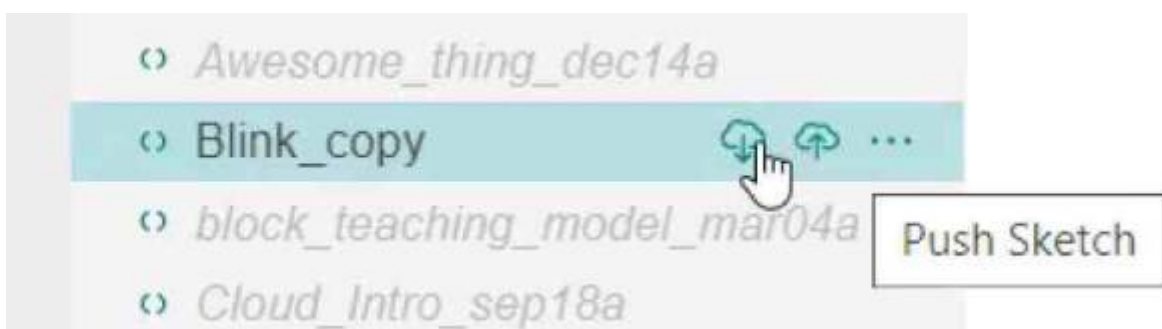 Awesome_thing_dec14a
Blink_copy
block_teaching_model_mar04a
Push Sketch
Cloud_Intro_sep18a